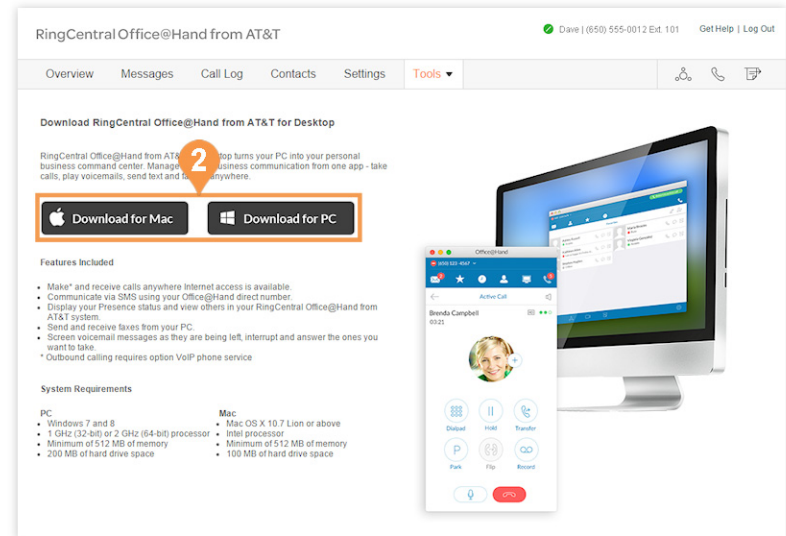 RingCentral Office@Hand from AT&T
Dave | (650) 555-0012 Ext. 101 Get Help | Log Out
Overview Messages Call Log Contacts Settings Tools
Download RingCentral Office@Hand from AT&T for Desktop
RingCentral Office@Hand from AT& top turns your PC into your personal
business command center. Manage usiness communication from one app - take
calls, play voicemails, send text and anywhere.
2
Download for Mac Download for PC
Features Included
• Make* and receive calls anywhere Internet access is
available.
• Communicate via SMS using your Office@Hand direct number.
• Display your Presence status and view others in your RingCentral Office@Hand from
AT&T system.
• Send and receive faxes from your PC.
• Screen voicemail messages as they are being left, interrupt and answer the ones you
want to take.
* Outbound calling requires option VoIP phone service
System Requirements
PC
• Windows 7 and 8
• 1 GHz (32-bit) or 2 GHz (64-bit) processor
• Minimum of 512 MB of memory
• 200 MB of hard drive space
Mac
• Mac OS X 10.7 Lion or above
• Intel processor
• Minimum of 512 MB of memory
• 100 MB of hard drive space
Office@Hand
Active Call
Brenda Campbell
03:21
Dialpad Hold Transfer
P
Park Flip Record